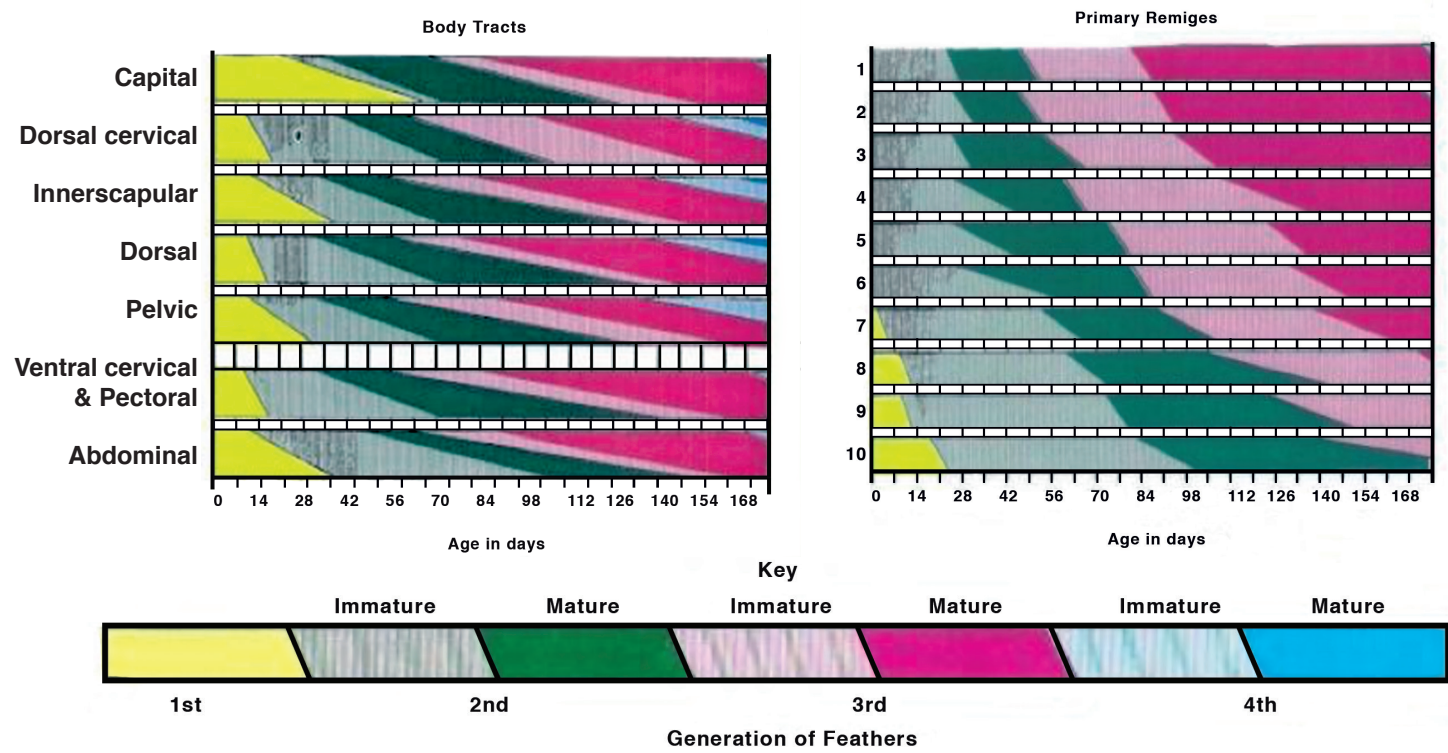 Body Tracts
Capital
Dorsal cervical
Innerscapular
Dorsal
Pelvic
Ventral cervical
& Pectoral
Abdominal
0 14 28 42 56 70 84 98 112 126 140 154 168
Age in days
Primary Remiges
1
2
3
4
5
6
7
8
9
10
0 14 28 42 56 70 84 98 112 126 140 154 168
Age in days
Key
Immature Mature Immature Mature Immature Mature
1st 2nd 3rd 4th
Generation of Feathers